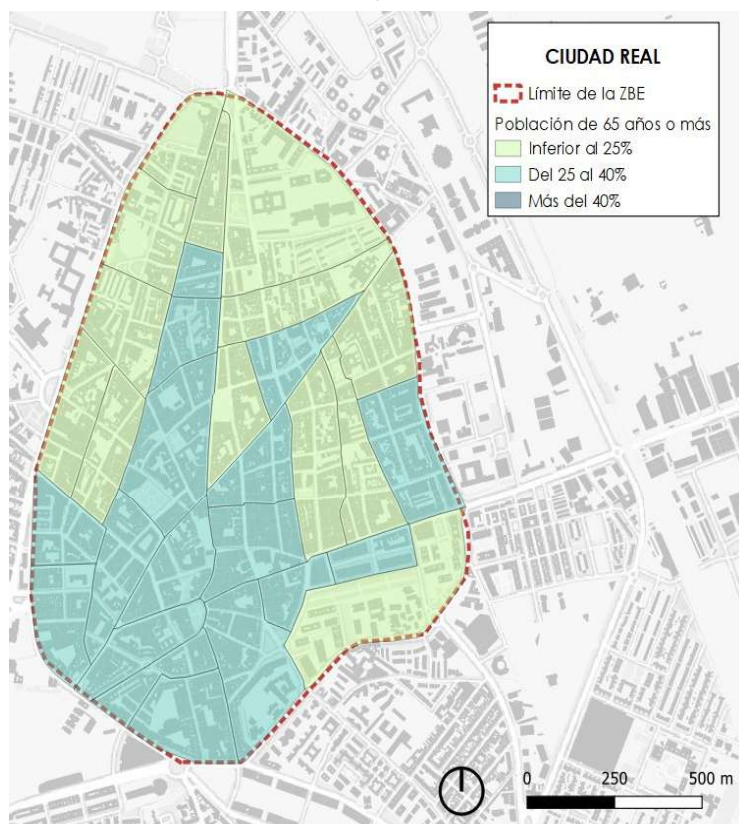 CIUDAD REAL
Límite de la ZBE
Población de 65 años o más
Inferior al 25%
Del 25 al 40%
Más del 40%
0 250 500 m